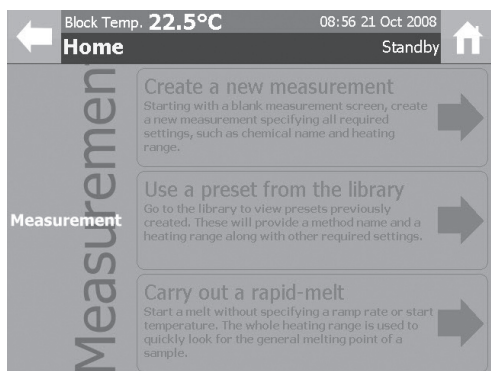 Block Temp. 22.5°C 08:56 21 Oct 2008
Home Standby
Measurement
Measurement
Create a new measurement
Starting with a blank measurement screen, create
a new measurement specifying all required
settings, such as chemical name and heating
range.
Use a preset from the library
Go to the library to view presets previously
created. These will provide a method name and a
heating range along with other required settings.
Carry out a rapid-melt
Start a melt without specifying a ramp rate or start
temperature. The whole heating range is used to
quickly look for the general melting point of a
sample.